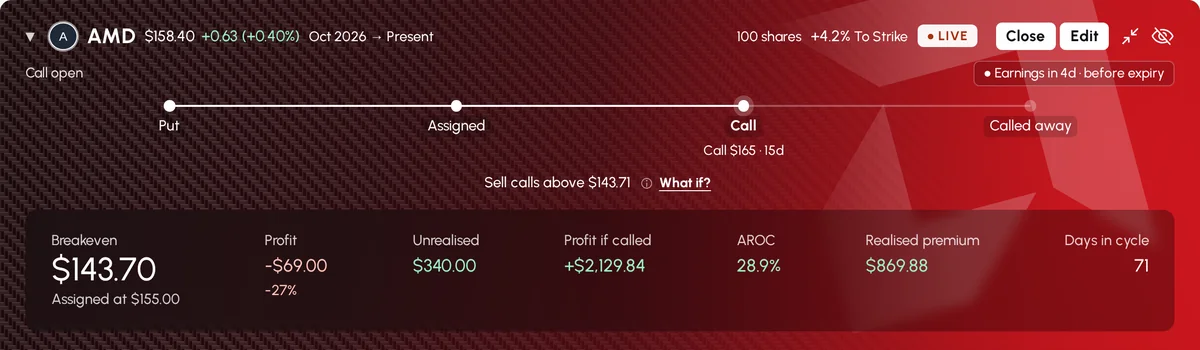 ▼ A AMD $158.40 +0.63 (+0.40%) Oct 2026 → Present 100 shares +4.2% To Strike • LIVE Close Edit
Call open • Earnings in 4d · before expiry
Put Assigned Call Called away
Call $165 · 15d
Sell calls above $143.71 ⓘ What if?
Breakeven Profit Unrealised Profit if called AROC Realised premium Days in cycle
$143.70 -$69.00 $340.00 +$2,129.84 28.9% $869.88 71
Assigned at $155.00 -27%